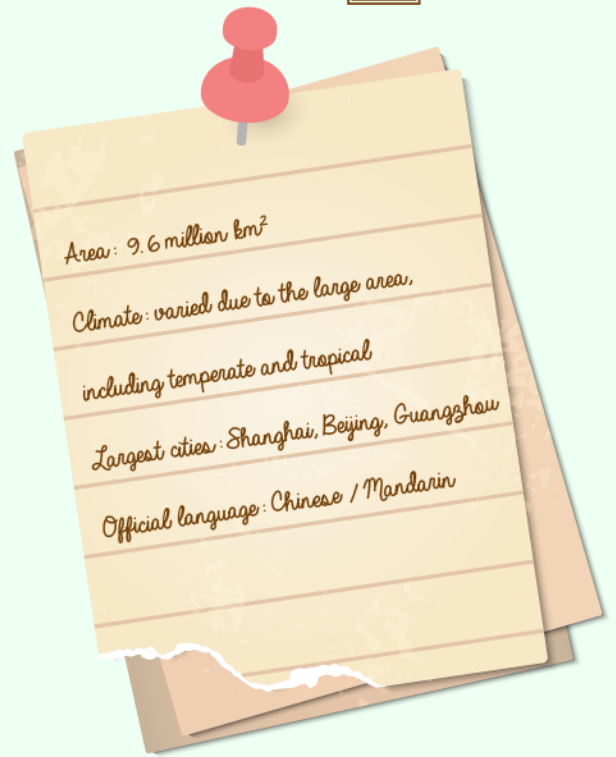 Area: 9.6 million km²
Climate: varied due to the large area,
including temperate and tropical
Largest cities: Shanghai, Beijing, Guangzhou
Official language: Chinese / Mandarin